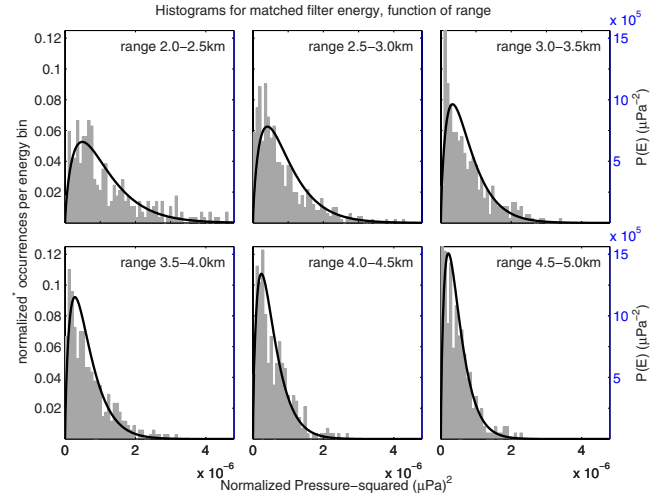 Histograms for matched filter energy, function of range
x 10^5
0.12
0.1
0.08
0.06
0.04
0.02
range 2.0−2.5km
range 2.5−3.0km
range 3.0−3.5km
15
10
5
P(E) (μPa^−2)
normalized^* occurrences per energy bin
x 10^5
0.12
0.1
0.08
0.06
0.04
0.02
range 3.5−4.0km
range 4.0−4.5km
range 4.5−5.0km
15
10
5
P(E) (μPa^−2)
0 2 4 0 2 4 0 2 4
x 10^−6 x 10^−6 x 10^−6
Normalized Pressure−squared (μPa)^2